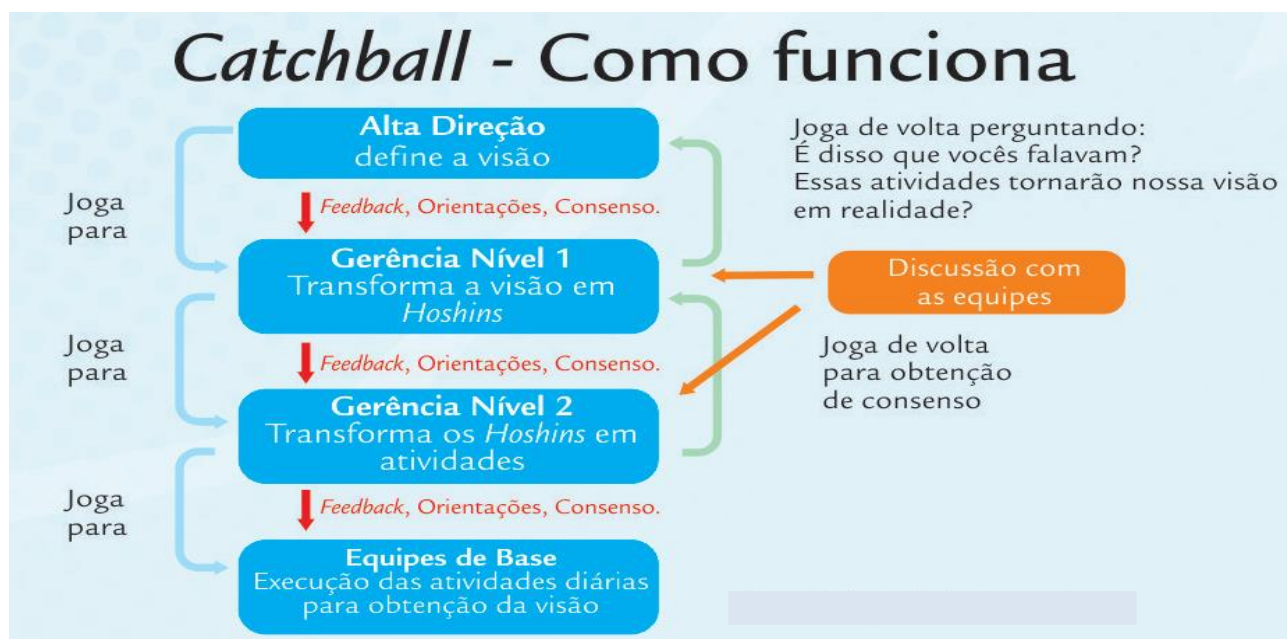 Catchball - Como funciona
Alta Direção
define a visão
Joga de volta perguntando:
É disso que vocês falavam?
Essas atividades tornarão nossa visão
em realidade?
Joga
para
Feedback, Orientações, Consenso.
Gerência Nível 1
Transforma a visão em
Hoshins
Discussão com
as equipes
Joga
para
Feedback, Orientações, Consenso.
Joga de volta
para obtenção
de consenso
Gerência Nível 2
Transforma os Hoshins em
atividades
Joga
para
Feedback, Orientações, Consenso.
Equipes de Base
Execução das atividades diárias
para obtenção da visão